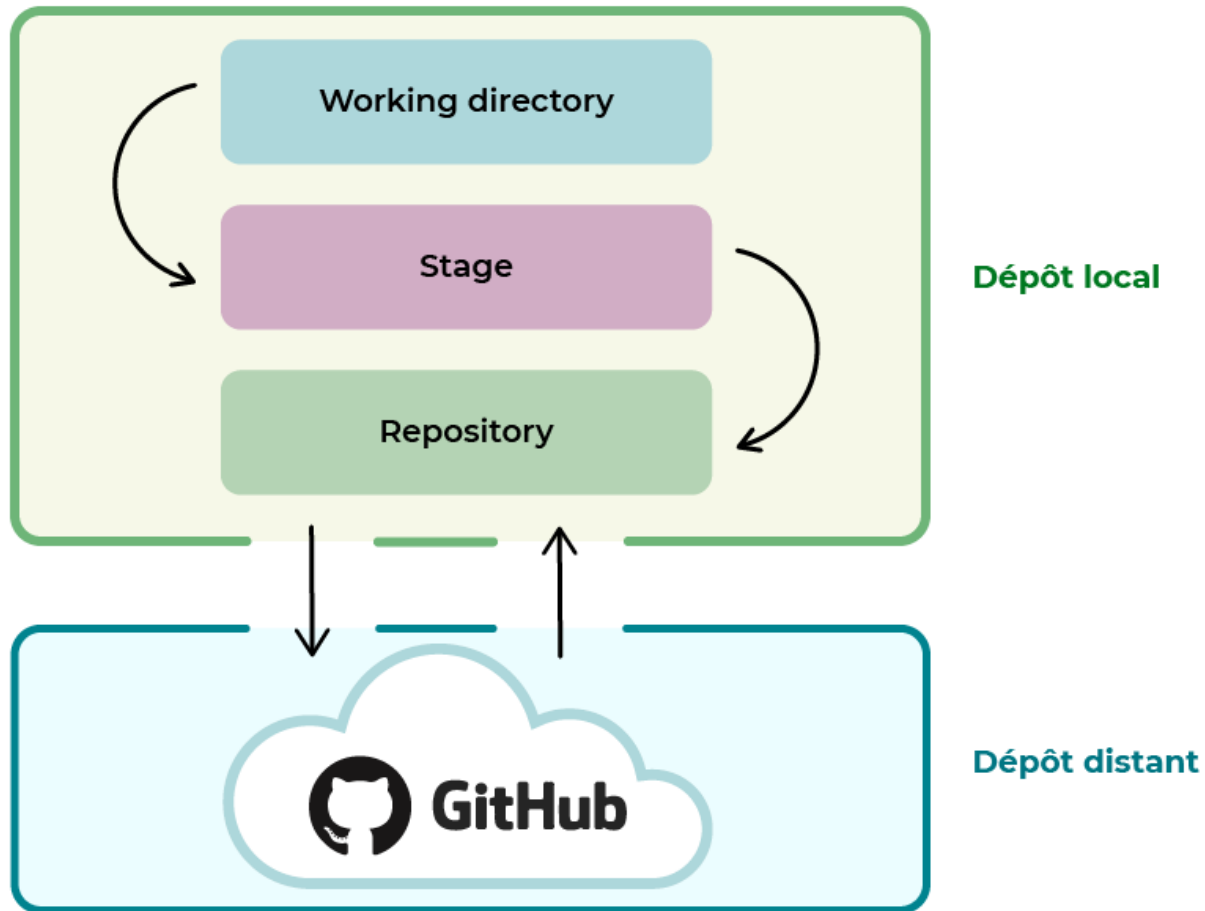 Working directory
Stage
Dépôt local
Repository
Dépôt distant
GitHub